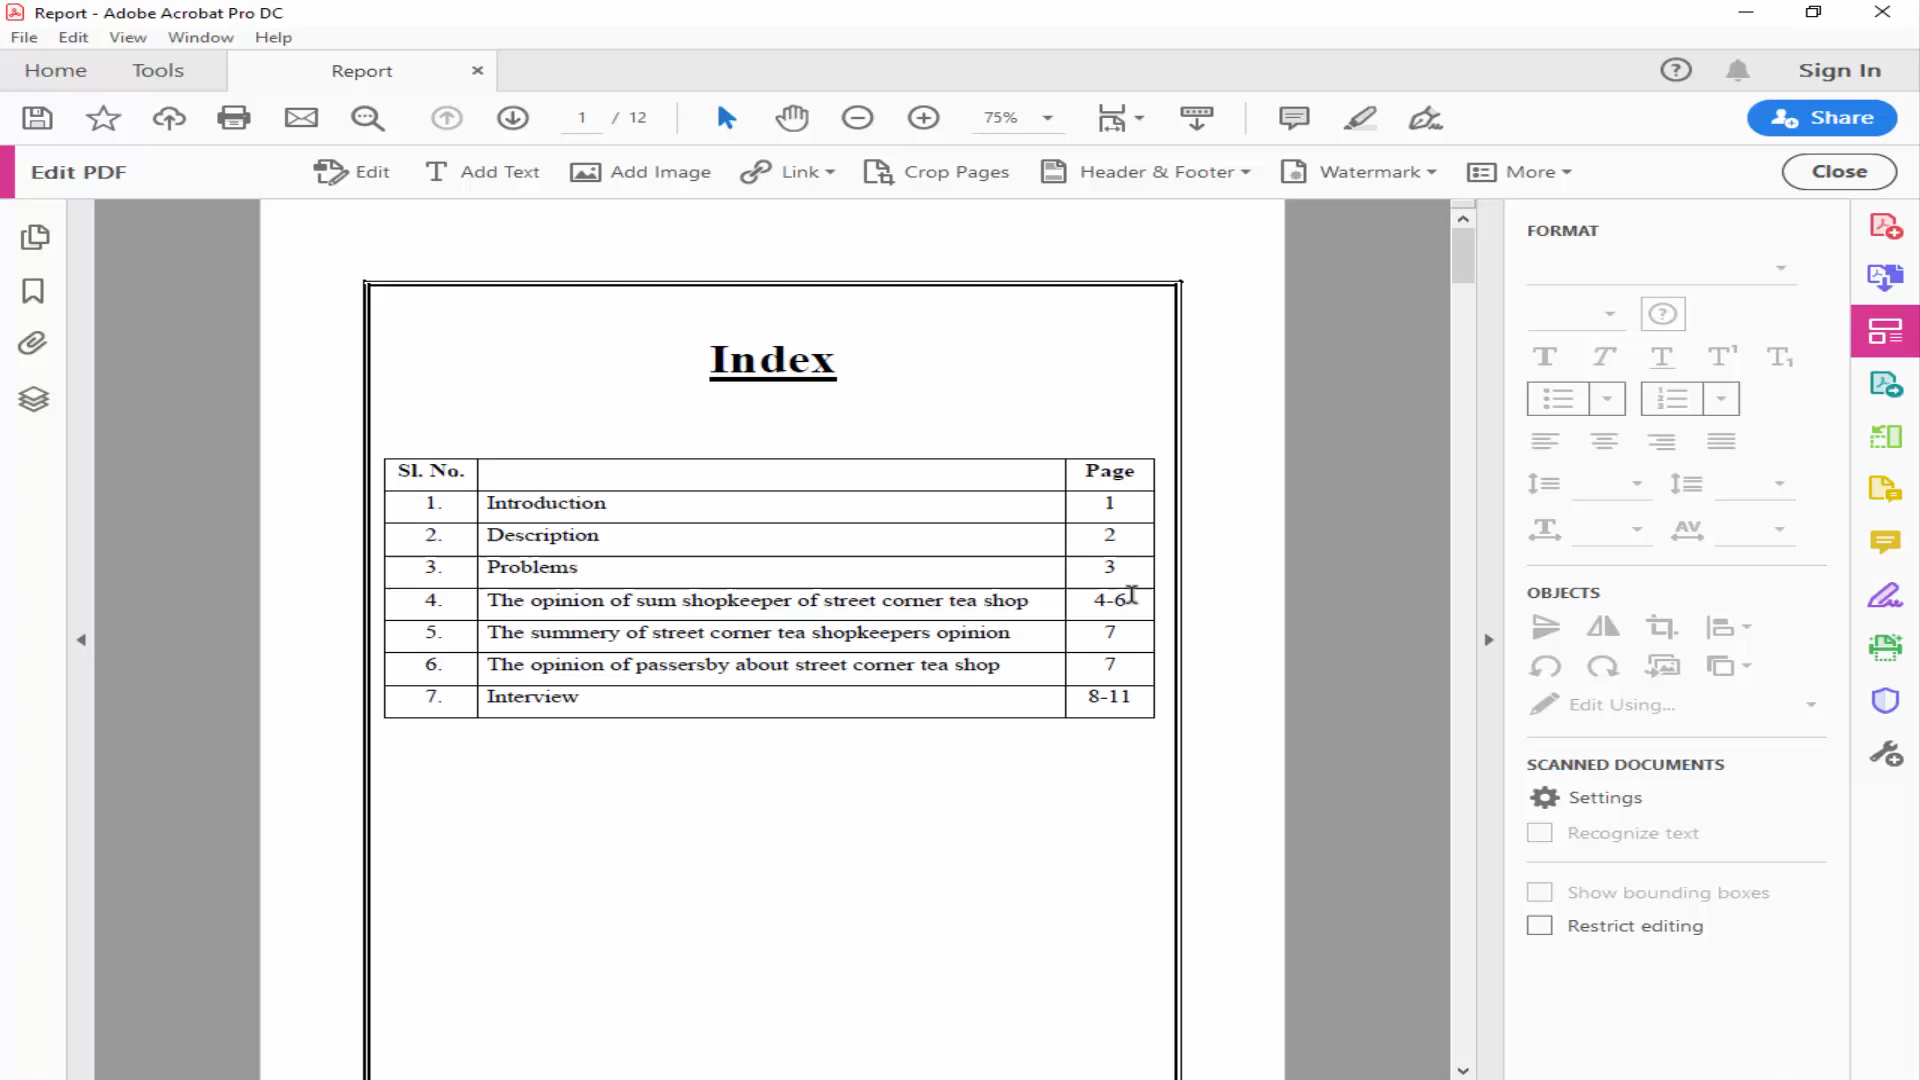 Report - Adobe Acrobat Pro DC
File Edit View Window Help
Home Tools Report Sign In
1 / 12 75% Share
Edit PDF Edit Add Text Add Image Link Crop Pages Header & Footer Watermark More Close
FORMAT
Index
Sl. No. Page
1. Introduction 1
2. Description 2
3. Problems 3
4. The opinion of sum shopkeeper of street corner tea shop 4-6
5. The summery of street corner tea shopkeepers opinion 7
6. The opinion of passersby about street corner tea shop 7
7. Interview 8-11
OBJECTS
Edit Using...
SCANNED DOCUMENTS
Settings
Recognize text
Show bounding boxes
Restrict editing